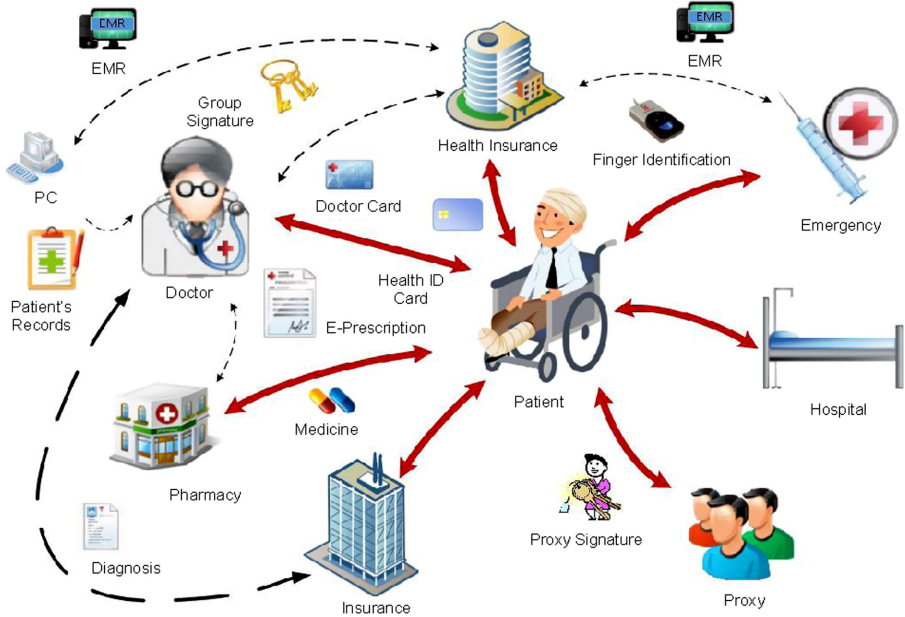 EMR
EMR
EMR
EMR
Group
Signature
Health Insurance
Finger Identification
PC
Doctor Card
Emergency
Patient's
Records
Doctor
Health ID
Card
E-Prescription
Patient
Hospital
Medicine
Pharmacy
Proxy Signature
Diagnosis
Insurance
Proxy